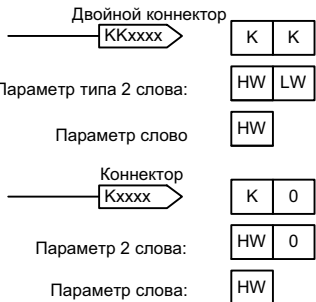 Двойной коннектор
KKxxxx
K K
Параметр типа 2 слова:
HW LW
Параметр слово
HW
Коннектор
Kxxxx
K 0
Параметр 2 слова:
HW 0
Параметр слова:
HW